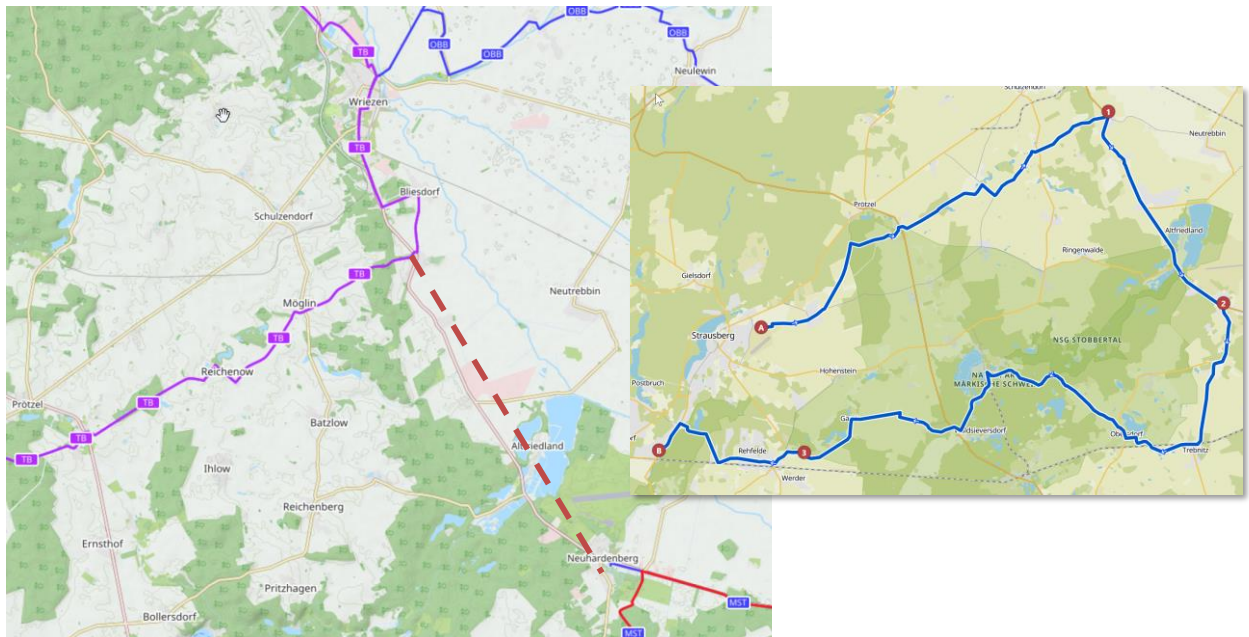 OBB
TB
OBB
OBB
OBB
Neulewin
Wriezen
TB
Bliesdorf
Schulzendorf
TB
Neutrebbin
Möglin
TB
Reichenow
TB
Prötzel
Batzlow
TB
TB
Altfriedland
Ihlow
Reichenberg
Ernsthof
Neuhardenberg
Pritzhagen
MST
Bollersdorf
MST
1
Neutrebbin
Prötzel
Altfriedland
Ringenwalde
Gielsdorf
2
A
Strausberg
NSG STOBBERTAL
Hohenstein
Postbruch
MÄRKISCHE
3
B
Rehfelde
Trebnitz
Werder